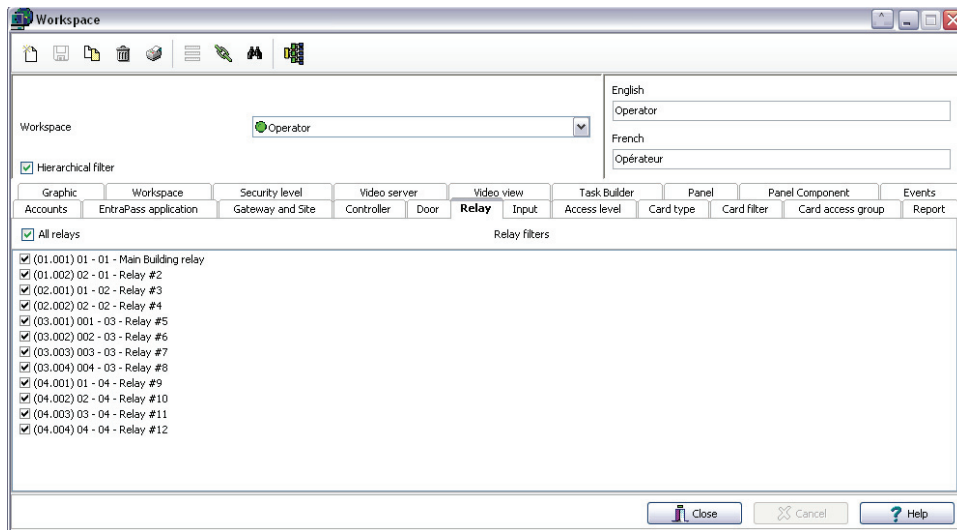 Workspace
English
Operator
Workspace
Operator
French
Opérateur
Hierarchical filter
Graphic Workspace Security level Video server Video view Task Builder Panel Panel Component Events
Accounts EntraPass application Gateway and Site Controller Door Relay Input Access level Card type Card filter Card access group Report
All relays Relay filters
(01.001) 01 - 01 - Main Building relay
(01.002) 02 - 01 - Relay #2
(02.001) 01 - 02 - Relay #3
(02.002) 02 - 02 - Relay #4
(03.001) 001 - 03 - Relay #5
(03.002) 002 - 03 - Relay #6
(03.003) 003 - 03 - Relay #7
(03.004) 004 - 03 - Relay #8
(04.001) 01 - 04 - Relay #9
(04.002) 02 - 04 - Relay #10
(04.003) 03 - 04 - Relay #11
(04.004) 04 - 04 - Relay #12
Close Cancel Help